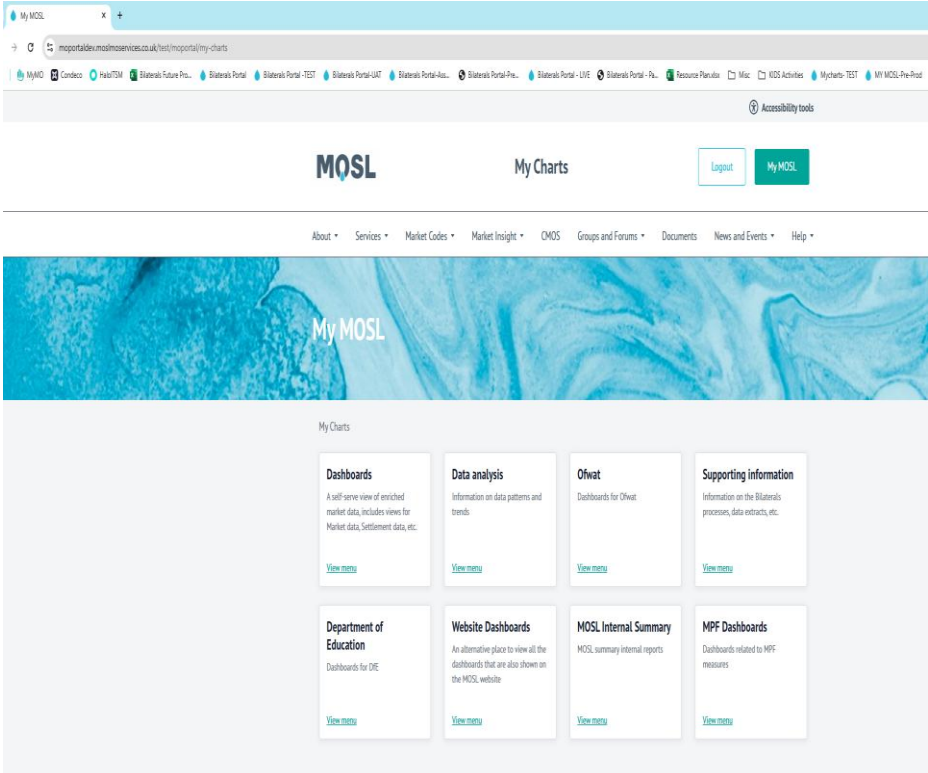 My MOSL x +
moportaldev.moslmoservices.co.uk/test/moportal/my-charts
MyMO Condeco HaloITSM Bilaterals Future Pro... Bilaterals Portal Bilaterals Portal -TEST Bilaterals Portal-UAT Bilaterals Portal-Ass... Bilaterals Portal-Pre... Bilaterals Portal - LIVE Bilaterals Portal - Pa... Resource Plan.xlsx Misc KIDS Activities Mycharts- TEST MY MOSL-Pre-Prod
Accessibility tools
MOSL My Charts Logout My MOSL
About Services Market Codes Market Insight CMOS Groups and Forums Documents News and Events Help
My MOSL
My Charts
Dashboards
A self-serve view of enriched
market data, includes views for
Market data, Settlement data, etc.
View menu
Data analysis
Information on data patterns and
trends
View menu
Ofwat
Dashboards for Ofwat
View menu
Supporting information
Information on the Bilaterals
processes, data extracts, etc.
View menu
Department of
Education
Dashboards for DfE
View menu
Website Dashboards
An alternative place to view all the
dashboards that are also shown on
the MOSL website
View menu
MOSL Internal Summary
MOSL summary internal reports
View menu
MPF Dashboards
Dashboards related to MPF
measures
View menu